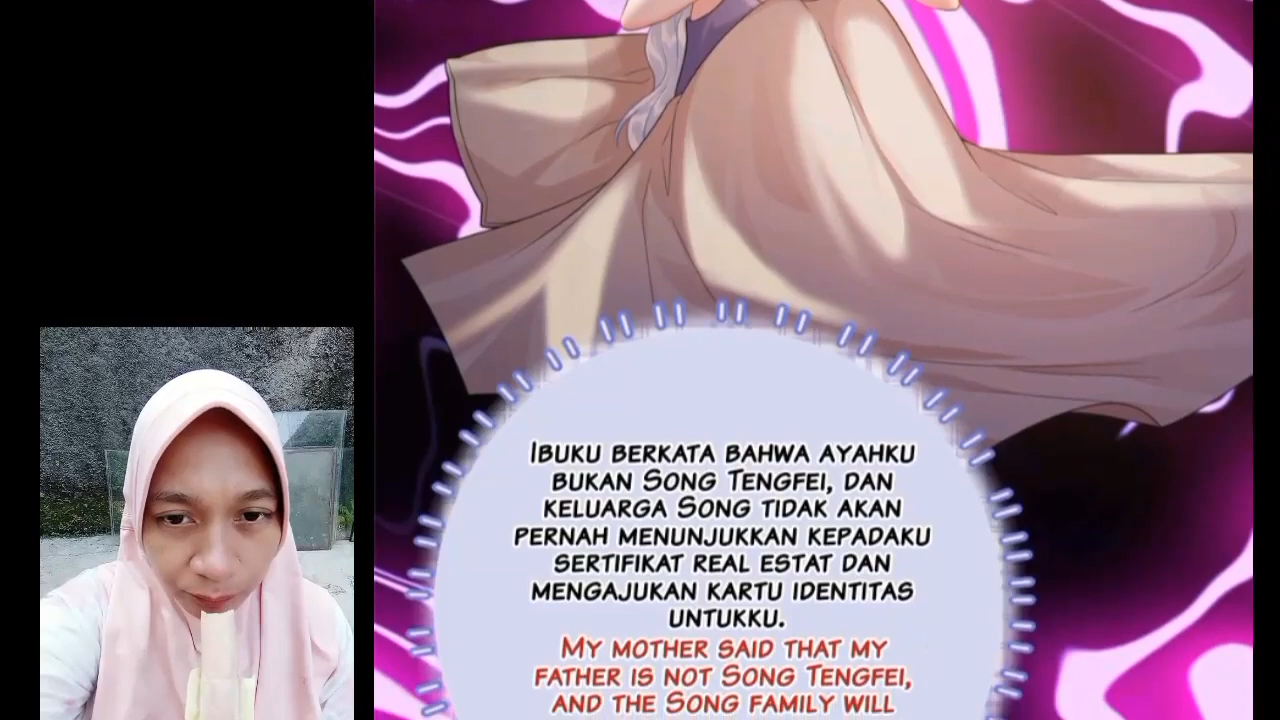 IBUKU BERKATA BAHWA AYAHKU
BUKAN SONG TENGFEI, DAN
KELUARGA SONG TIDAK AKAN
PERNAH MENUNJUKKAN KEPADAKU
SERTIFIKAT REAL ESTAT DAN
MENGAJUKAN KARTU IDENTITAS
UNTUKKU.
MY MOTHER SAID THAT MY
FATHER IS NOT SONG TENGFEI,
AND THE SONG FAMILY WILL